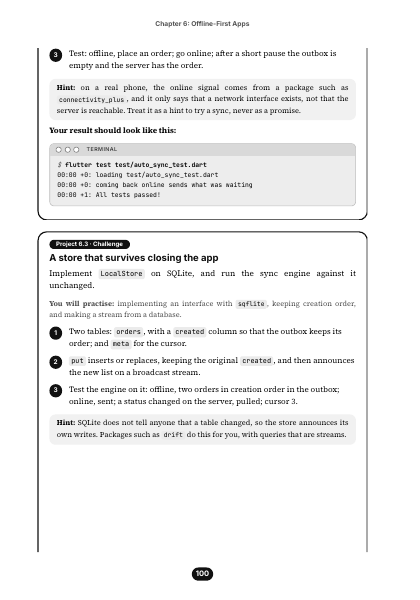 Chapter 6: Offline-First Apps
3 Test: offline, place an order; go online; after a short pause the outbox is
empty and the server has the order.
Hint: on a real phone, the online signal comes from a package such as
connectivity_plus, and it only says that a network interface exists, not that the
server is reachable. Treat it as a hint to try a sync, never as a promise.
Your result should look like this:
TERMINAL
$ flutter test test/auto_sync_test.dart
00:00 +0: loading test/auto_sync_test.dart
00:00 +0: coming back online sends what was waiting
00:00 +1: All tests passed!
Project 6.3 · Challenge
A store that survives closing the app
Implement LocalStore on SQLite, and run the sync engine against it
unchanged.
You will practise: implementing an interface with sqflite, keeping creation order,
and making a stream from a database.
1 Two tables: orders, with a created column so that the outbox keeps its
order; and meta for the cursor.
2 put inserts or replaces, keeping the original created, and then announces
the new list on a broadcast stream.
3 Test the engine on it: offline, two orders in creation order in the outbox;
online, sent; a status changed on the server, pulled; cursor 3.
Hint: SQLite does not tell anyone that a table changed, so the store announces its
own writes. Packages such as drift do this for you, with queries that are streams.
100